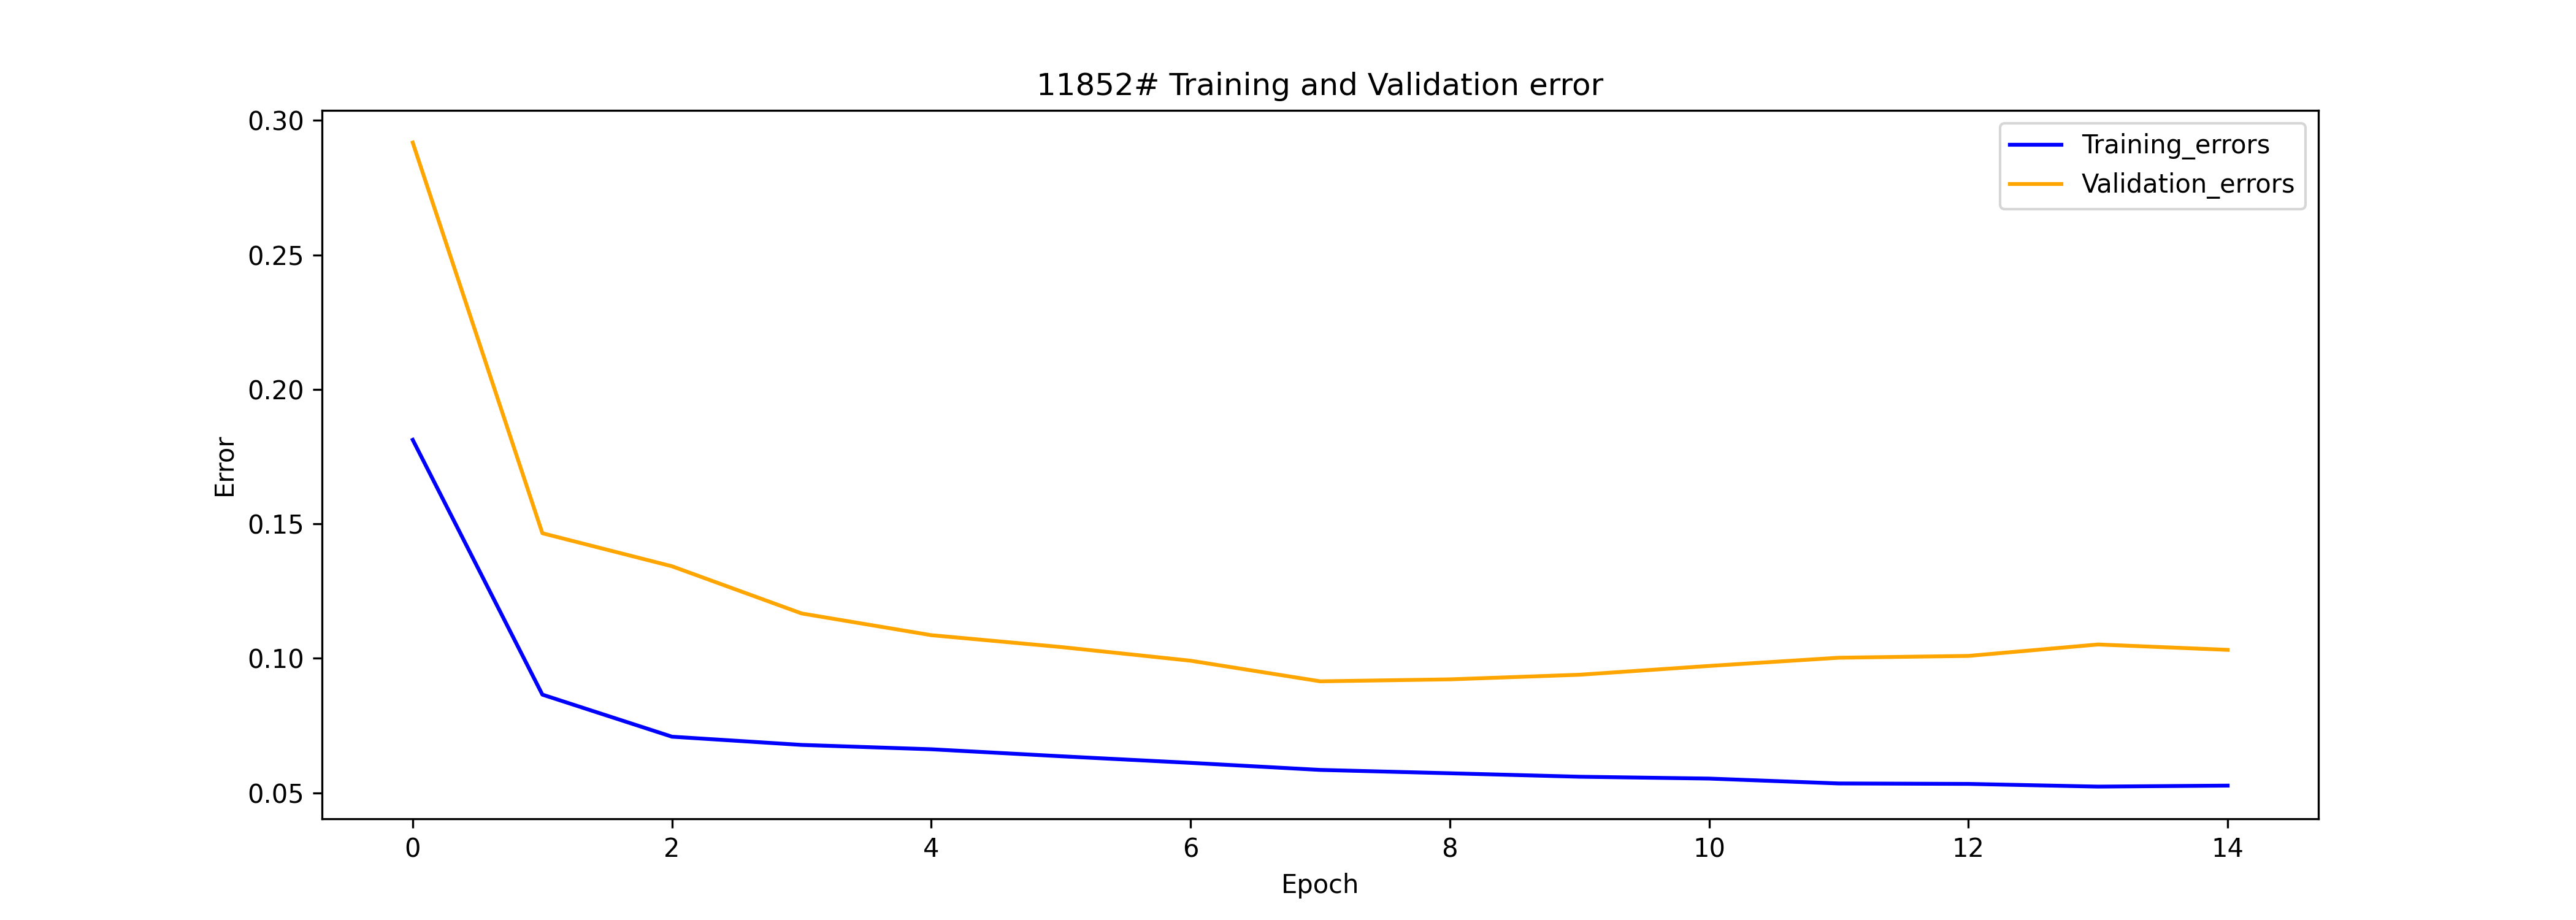 11852# Training and Validation error
Training_errors
Validation_errors
0.30
0.25
0.20
0.15
0.10
0.05
Error
0
2
4
6
8
10
12
14
Epoch